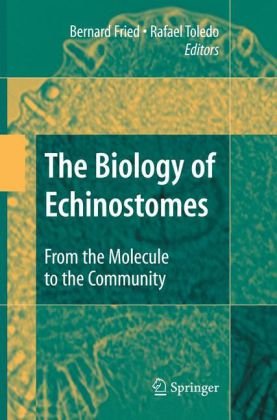 Bernard Fried • Rafael Toledo
Editors
The Biology of
Echinostomes
From the Molecule
to the Community
Springer